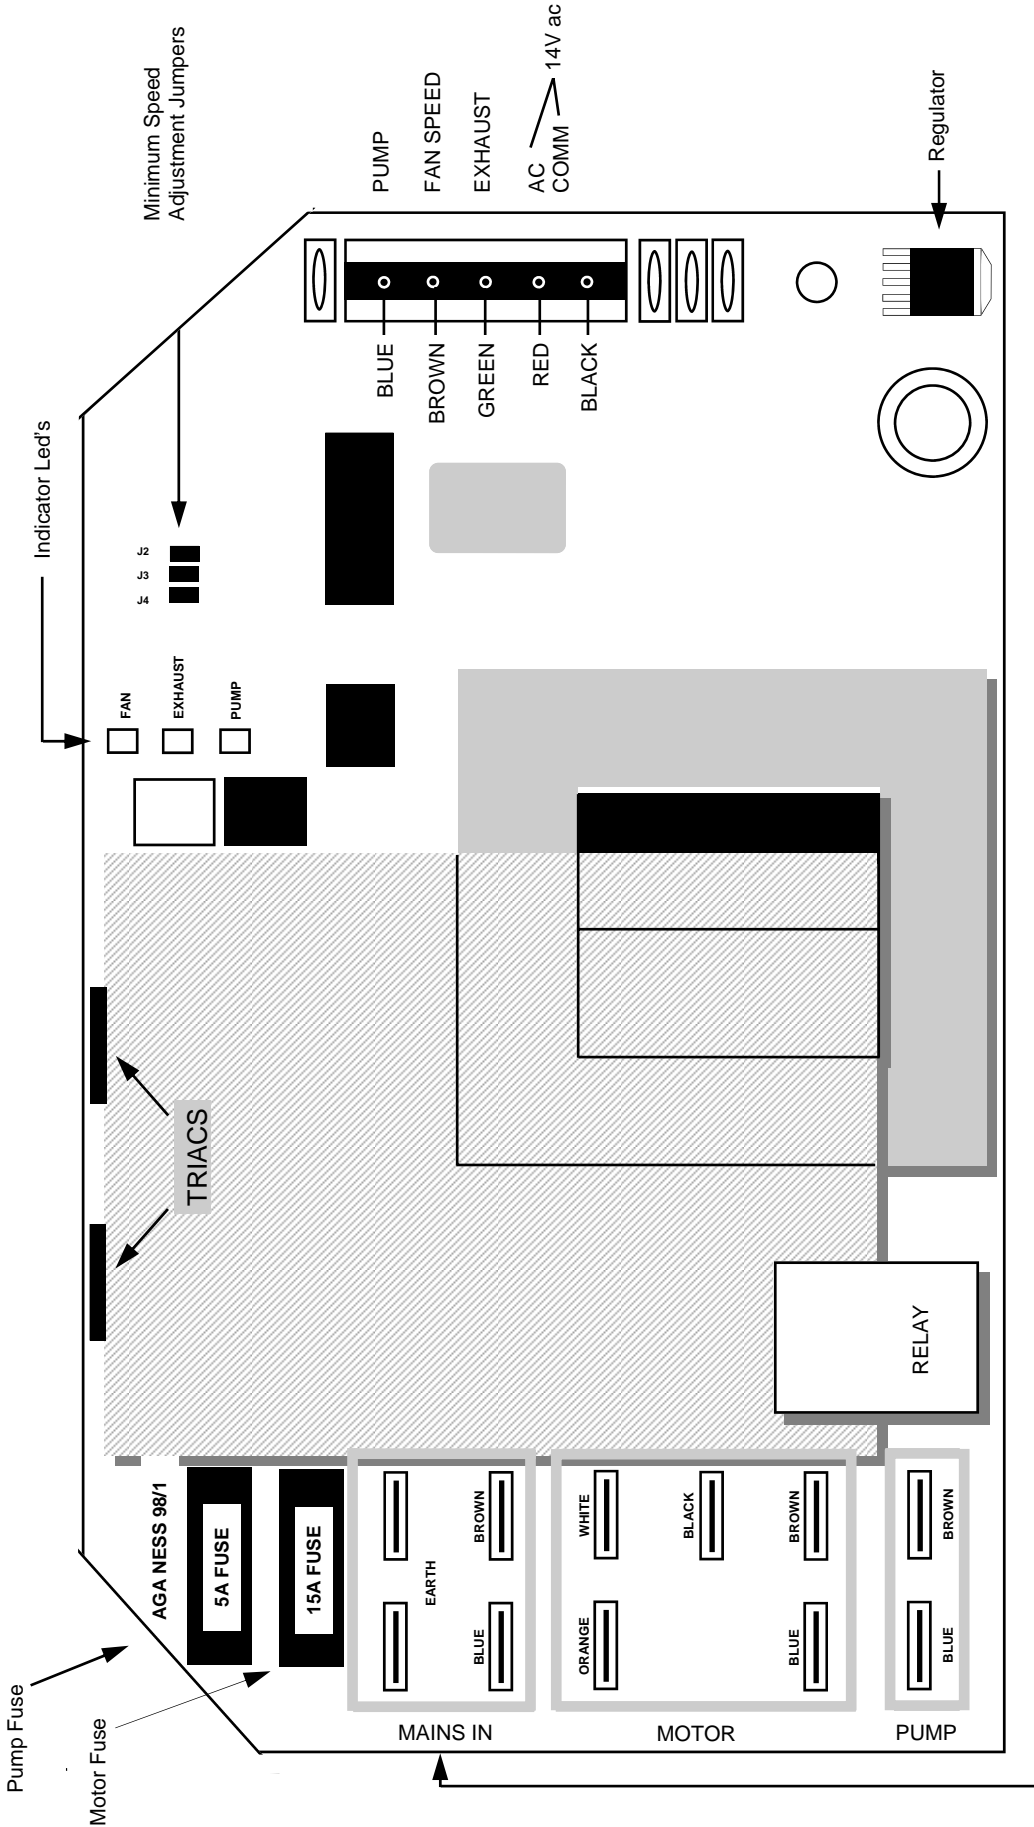 Minimum Speed
Adjustment Jumpers
Indicator Led's
PUMP
FAN SPEED
EXHAUST
AC
COMM
14V ac
Regulator
BLUE
BROWN
GREEN
RED
BLACK
J2
J3
J4
FAN
EXHAUST
PUMP
TRIACS
RELAY
Pump Fuse
Motor Fuse
AGA NESS 98/1
5A FUSE
15A FUSE
EARTH
BROWN
BLUE
MAINS IN
WHITE
BLACK
BROWN
ORANGE
BLUE
MOTOR
BROWN
BLUE
PUMP